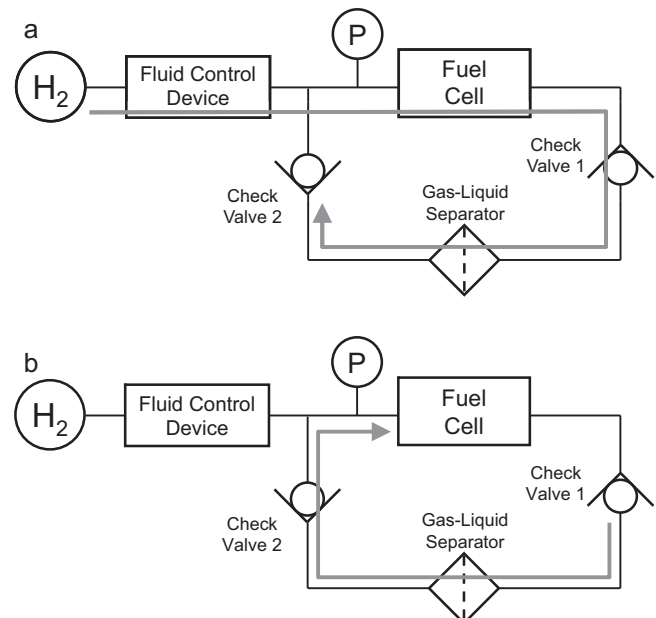 a
P
H2
Fluid Control
Device
Fuel
Cell
Check
Valve 1
Gas-Liquid
Separator
Check
Valve 2
b
P
H2
Fluid Control
Device
Fuel
Cell
Check
Valve 1
Gas-Liquid
Separator
Check
Valve 2